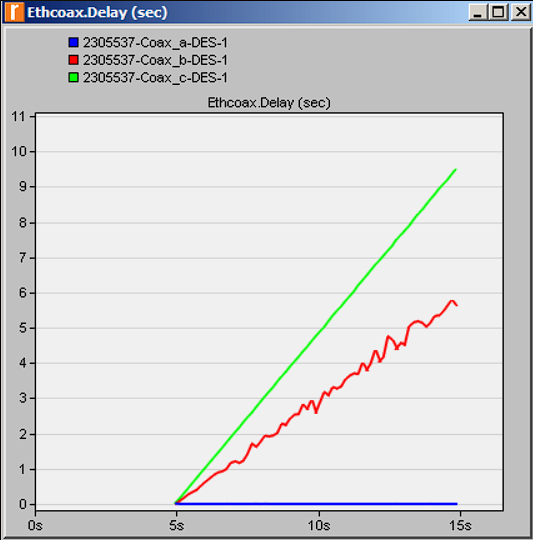 Ethcoax.Delay (sec)
2305537-Coax_a-DES-1
2305537-Coax_b-DES-1
2305537-Coax_c-DES-1
Ethcoax.Delay (sec)
11
10
9
8
7
6
5
4
3
2
1
0
0s 5s 10s 15s